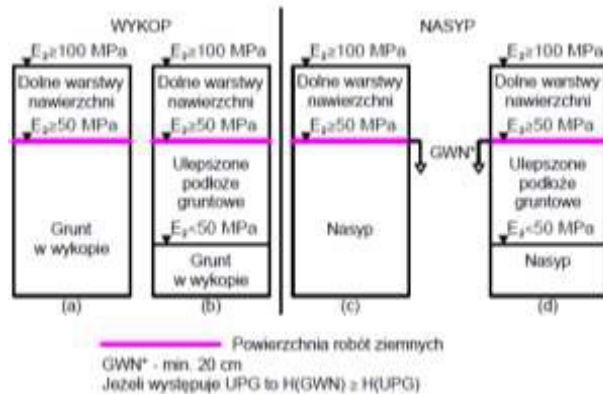 WYKOP
NASYP
E₂≥100 MPa
E₂≥100 MPa
E₂≥100 MPa
E₂≥100 MPa
Dolne warstwy
nawierzchni
Dolne warstwy
nawierzchni
Dolne warstwy
nawierzchni
Dolne warstwy
nawierzchni
E₂≥50 MPa
E₂≥50 MPa
E₂≥50 MPa
E₂≥50 MPa
GWN*
Grunt
w wykopie
Ulepszone
podłoże
gruntowe
E₂<50 MPa
Grunt
w wykopie
Nasyp
Ulepszone
podłoże
gruntowe
E₂<50 MPa
Nasyp
(a)
(b)
(c)
(d)
Powierzchnia robót ziemnych
GWN* - min. 20 cm
Jeżeli występuje UPG to H(GWN) ≥ H(UPG)